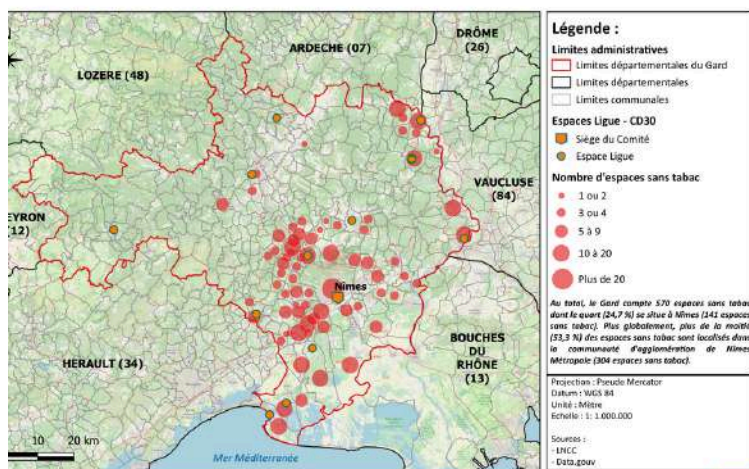 ARDECHE (07)
DRÔME
(26)
LOZERE (48)
VAUCLUSE
(84)
EYRON
(12)
Nîmes
HERAULT (34)
BOUCHES
DU
RHÔNE
(13)
10 20 km
Mer Méditerranée
Légende :
Limites administratives
Limites départementales du Gard
Limites départementales
Limites communales
Espaces Ligue - CD30
Siège du Comité
Espace Ligue
Nombre d'espaces sans tabac
1 ou 2
3 ou 4
5 à 9
10 à 20
Plus de 20
Au total, le Gard compte 570 espaces sans tabac
dont le quart (24,7 %) se situe à Nîmes (141 espaces
sans tabac). Plus globalement, plus de la moitié
(53,3 %) des espaces sans tabac sont localisés dans
la communauté d'agglomération de Nîmes
Métropole (304 espaces sans tabac).
Projection : Pseudo Mercator
Datum : WGS 84
Unité : Mètre
Echelle : 1: 1.000.000
Sources :
- LNCC
- Data.gouv